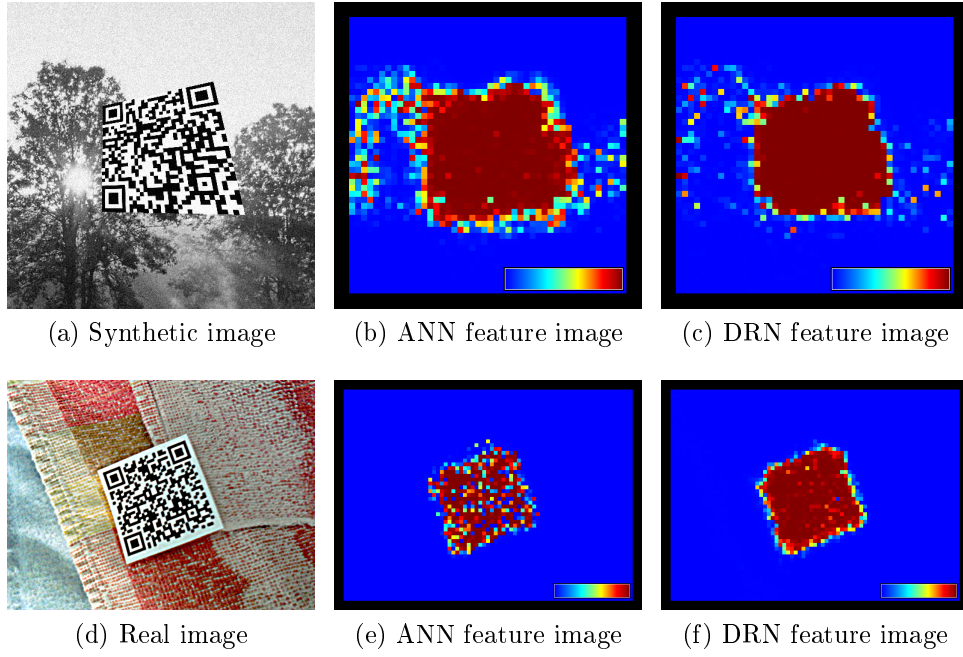 (a) Synthetic image
(b) ANN feature image
(c) DRN feature image
(d) Real image
(e) ANN feature image
(f) DRN feature image